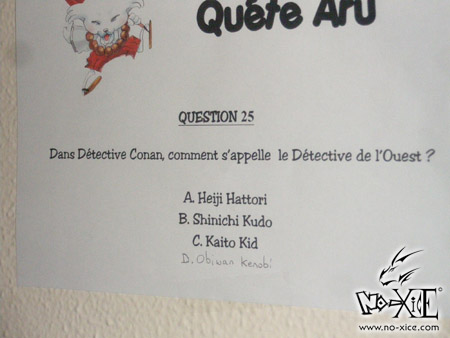 Quête Aru
QUESTION 25
Dans Détective Conan, comment s'appelle le Détective de l'Ouest ?
A. Heiji Hattori
B. Shinichi Kudo
C. Kaito Kid
D. Obiwan Kenobi
NO-XICE
www.no-xice.com